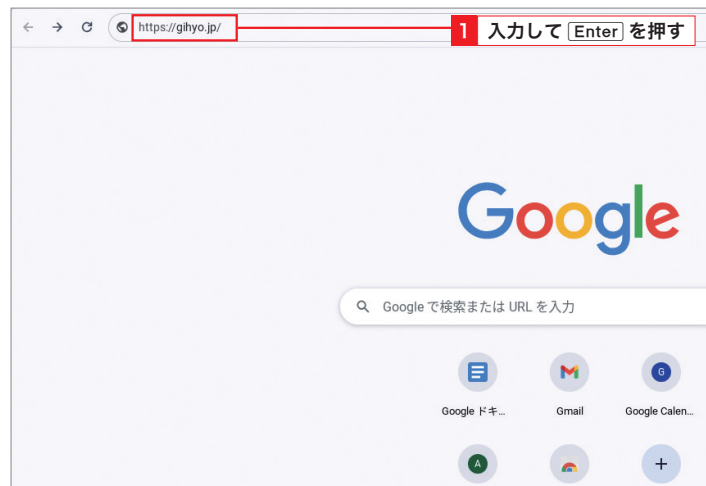 https://gihyo.jp/
1 入力して Enter を押す
Google
Google で検索または URL を入力
Google ドキ...
Gmail
G
Google Calen...
A